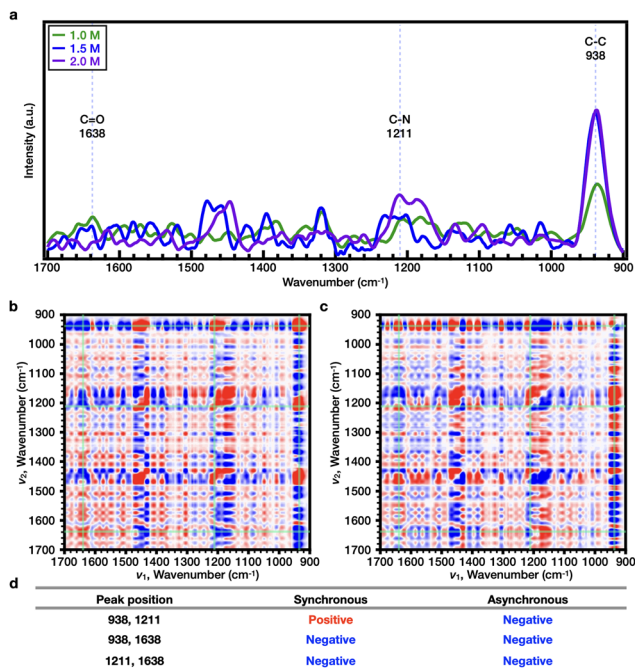 a
1.0 M
1.5 M
2.0 M
C=O
1638
C-N
1211
C-C
938
Intensity (a.u.)
1700 1600 1500 1400 1300 1200 1100 1000 900
Wavenumber (cm-1)
b
900
1000
1100
1200
1300
1400
1500
1600
1700
ν2, Wavenumber (cm-1)
1700 1600 1500 1400 1300 1200 1100 1000 900
ν1, Wavenumber (cm-1)
c
900
1000
1100
1200
1300
1400
1500
1600
1700
ν2, Wavenumber (cm-1)
1700 1600 1500 1400 1300 1200 1100 1000 900
ν1, Wavenumber (cm-1)
d
Peak position Synchronous Asynchronous
938, 1211 Positive Negative
938, 1638 Negative Negative
1211, 1638 Negative Negative